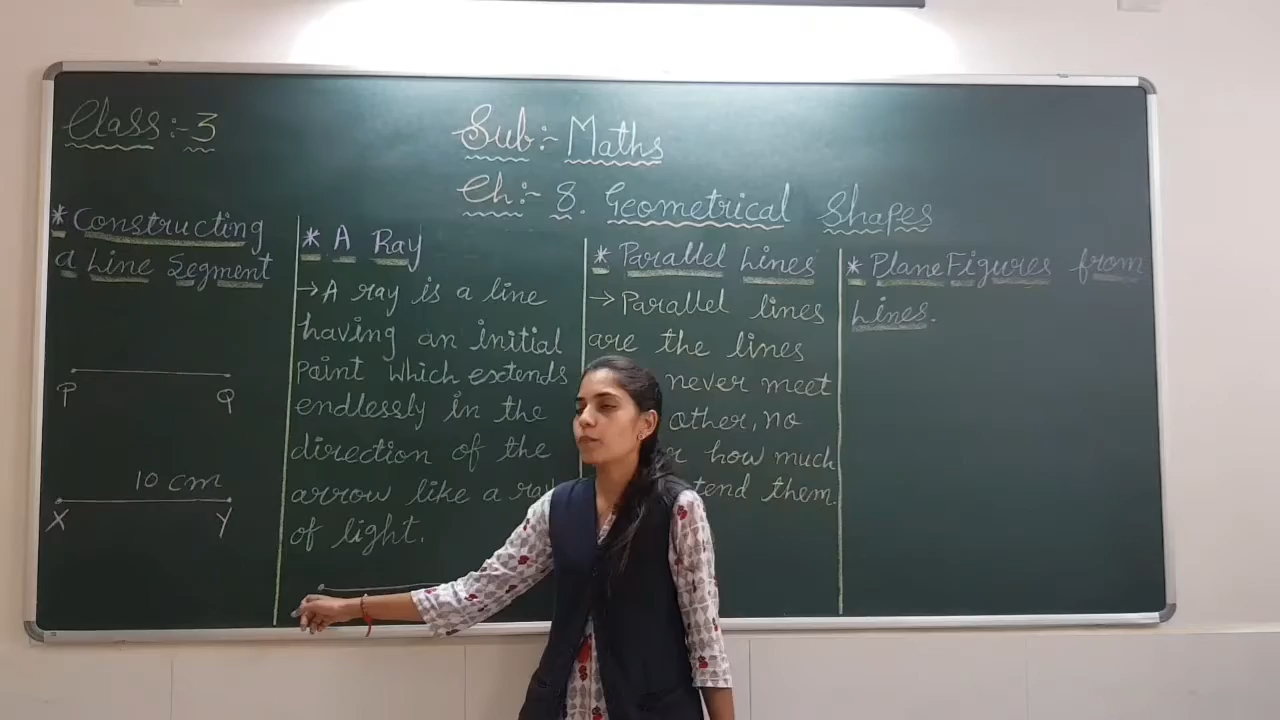 Class:-3
Sub:- Maths
Ch:- 8. Geometrical Shapes
* Constructing
a Line Segment
P Q
10 cm
X Y
* A Ray
→ A ray is a line
having an initial
point which extends
endlessly in the
direction of the
arrow like a ray
of light.
* Parallel Lines
→ Parallel lines
are the lines
never meet
other, no
how much
them.
* Plane Figures from
Lines.